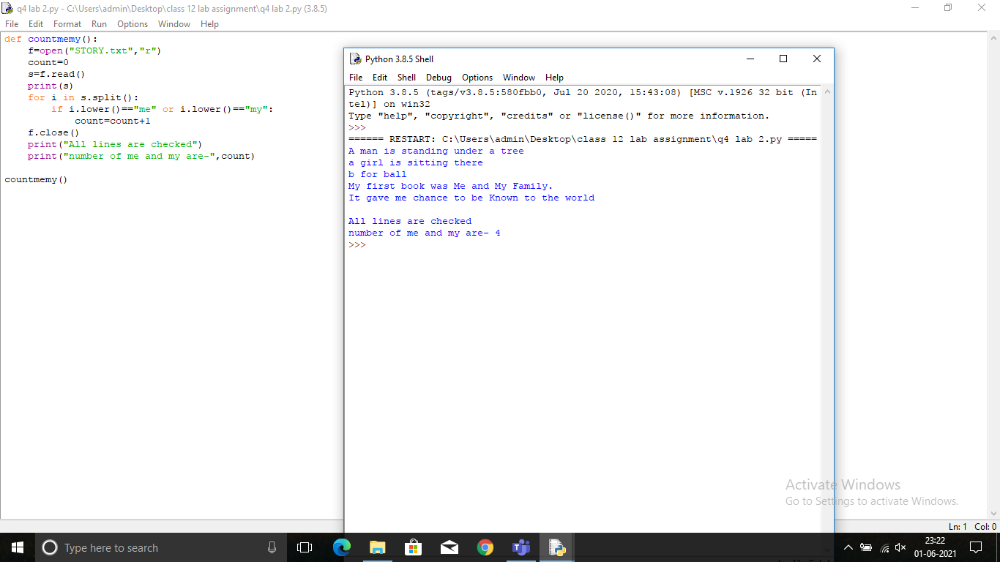 q4 lab 2.py - C:\Users\admin\Desktop\class 12 lab assignment\q4 lab 2.py (3.8.5)
File Edit Format Run Options Window Help
def countmemy():
    f=open("STORY.txt","r")
    count=0
    s=f.read()
    print(s)
    for i in s.split():
        if i.lower()=="me" or i.lower()=="my":
            count=count+1
    f.close()
    print("All lines are checked")
    print("number of me and my are-",count)
countmemy()
Python 3.8.5 Shell
File Edit Shell Debug Options Window Help
Python 3.8.5 (tags/v3.8.5:580fbb0, Jul 20 2020, 15:43:08) [MSC v.1926 32 bit (In
tel)] on win32
Type "help", "copyright", "credits" or "license()" for more information.
>>>
====== RESTART: C:\Users\admin\Desktop\class 12 lab assignment\q4 lab 2.py =====
A man is standing under a tree
a girl is sitting there
b for ball
My first book was Me and My Family.
It gave me chance to be Known to the world
All lines are checked
number of me and my are- 4
>>>
Activate Windows
Go to Settings to activate Windows.
Ln: 1 Col: 0
Type here to search
23:22
01-06-2021